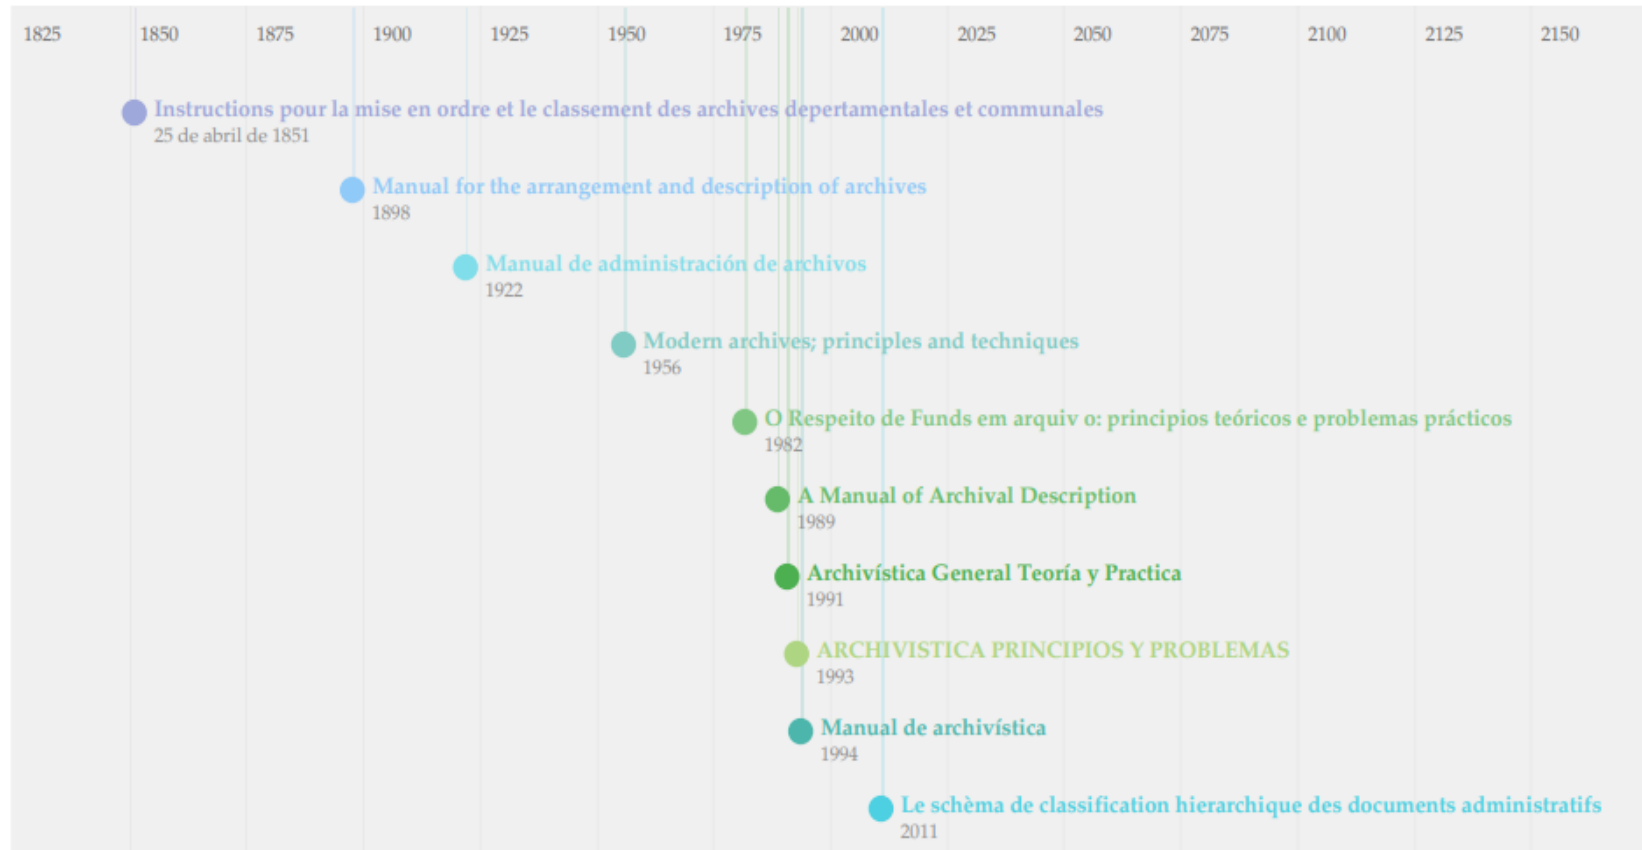 1825 1850 1875 1900 1925 1950 1975 2000 2025 2050 2075 2100 2125 2150
Instructions pour la mise en ordre et le classement des archives depertamentales et communales
25 de abril de 1851
Manual for the arrangement and description of archives
1898
Manual de administración de archivos
1922
Modern archives; principles and techniques
1956
O Respeito de Funds em arquiv o: principios teóricos e problemas prácticos
1982
A Manual of Archival Description
1989
Archivística General Teoría y Practica
1991
ARCHIVISTICA PRINCIPIOS Y PROBLEMAS
1993
Manual de archivística
1994
Le schèma de classification hierarchique des documents administratifs
2011